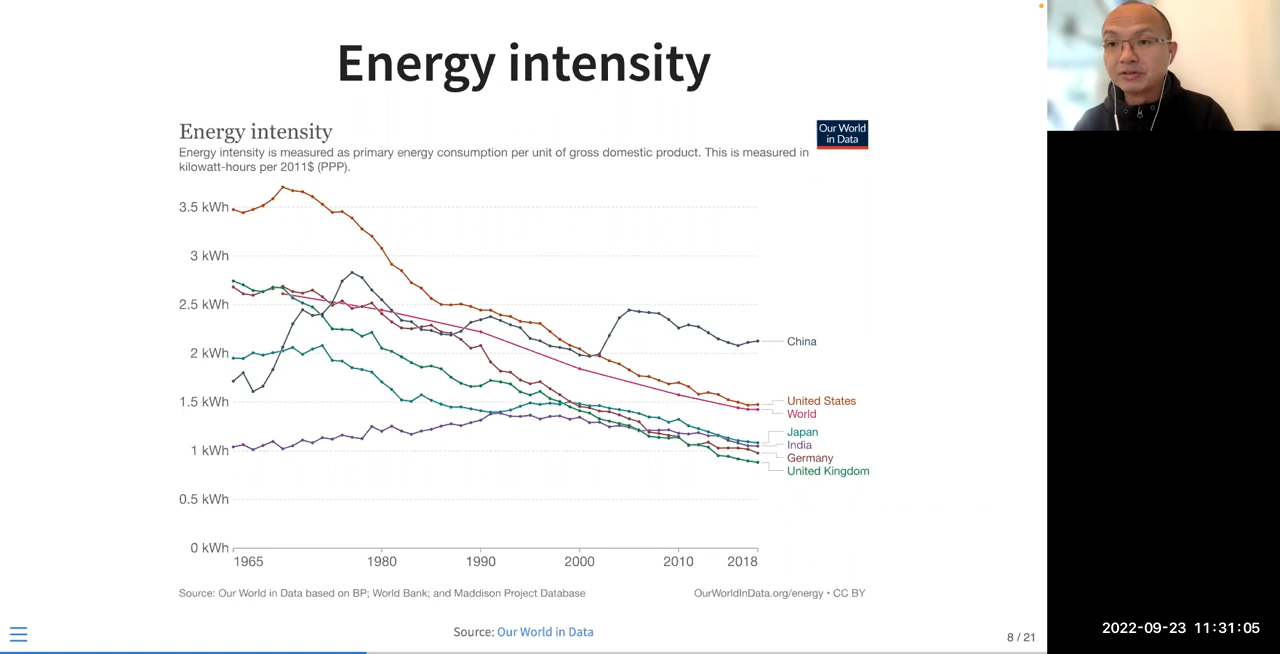 Energy intensity
Energy intensity
Our World
in Data
Energy intensity is measured as primary energy consumption per unit of gross domestic product. This is measured in
kilowatt-hours per 2011$ (PPP).
3.5 kWh
3 kWh
2.5 kWh
2 kWh
1.5 kWh
1 kWh
0.5 kWh
0 kWh
China
United States
World
Japan
India
Germany
United Kingdom
1965
1980
1990
2000
2010
2018
Source: Our World in Data based on BP; World Bank; and Maddison Project Database
OurWorldInData.org/energy • CC BY
Source: Our World in Data
8 / 21
2022-09-23 11:31:05